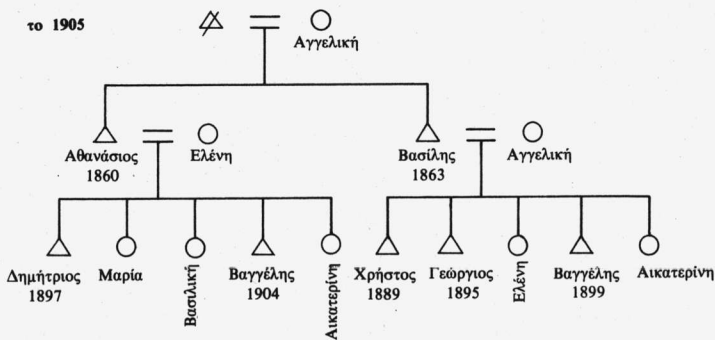 το 1905
Αγγελική
Αθανάσιος
1860
Ελένη
Βασίλης
1863
Αγγελική
Δημήτριος
1897
Μαρία
Βασιλική
Βαγγέλης
1904
Αικατερίνη
Χρήστος
1889
Γεώργιος
1895
Ελένη
Βαγγέλης
1899
Αικατερίνη